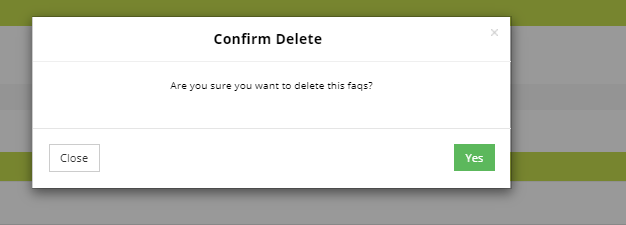 Confirm Delete
×
Are you sure you want to delete this faqs?
Close
Yes